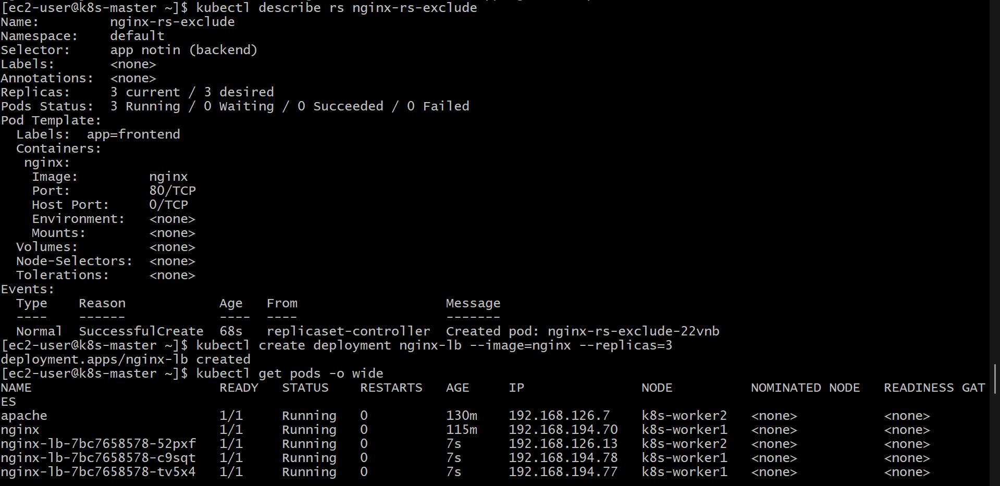 [ec2-user@k8s-master ~]$ kubectl describe rs nginx-rs-exclude
Name:         nginx-rs-exclude
Namespace:    default
Selector:     app notin (backend)
Labels:       <none>
Annotations:  <none>
Replicas:     3 current / 3 desired
Pods Status:  3 Running / 0 Waiting / 0 Succeeded / 0 Failed
Pod Template:
  Labels:  app=frontend
  Containers:
   nginx:
    Image:         nginx
    Port:          80/TCP
    Host Port:     0/TCP
    Environment:   <none>
    Mounts:        <none>
  Volumes:         <none>
  Node-Selectors:  <none>
  Tolerations:     <none>
Events:
  Type    Reason            Age   From                   Message
  ----    ------            ----  ----                   -------
  Normal  SuccessfulCreate  68s   replicaset-controller  Created pod: nginx-rs-exclude-22vnb
[ec2-user@k8s-master ~]$ kubectl create deployment nginx-lb --image=nginx --replicas=3
deployment.apps/nginx-lb created
[ec2-user@k8s-master ~]$ kubectl get pods -o wide
NAME                        READY   STATUS    RESTARTS   AGE     IP               NODE          NOMINATED NODE   READINESS GAT
ES
apache                      1/1     Running   0          130m    192.168.126.7    k8s-worker2   <none>           <none>
nginx                       1/1     Running   0          115m    192.168.194.70   k8s-worker1   <none>           <none>
nginx-lb-7bc7658578-52pxf   1/1     Running   0          7s      192.168.126.13   k8s-worker2   <none>           <none>
nginx-lb-7bc7658578-c9sqt   1/1     Running   0          7s      192.168.194.78   k8s-worker1   <none>           <none>
nginx-lb-7bc7658578-tv5x4   1/1     Running   0          7s      192.168.194.77   k8s-worker1   <none>           <none>